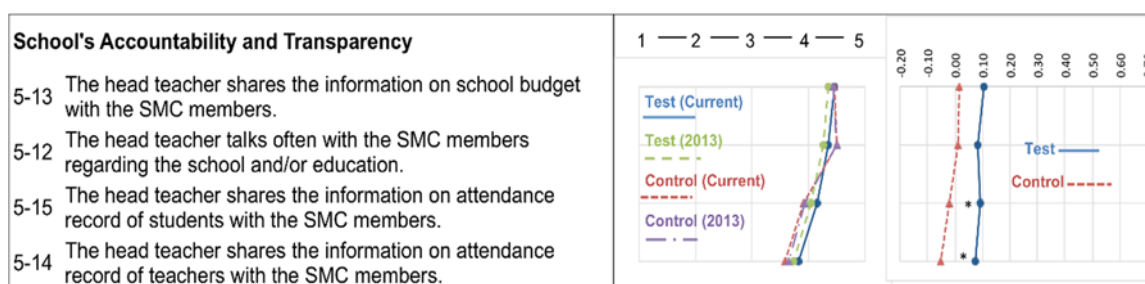 School's Accountability and Transparency
5-13 The head teacher shares the information on school budget
with the SMC members.
5-12 The head teacher talks often with the SMC members
regarding the school and/or education.
5-15 The head teacher shares the information on attendance
record of students with the SMC members.
5-14 The head teacher shares the information on attendance
record of teachers with the SMC members.
1 — 2 — 3 — 4 — 5
Test (Current)
Test (2013)
Control (Current)
Control (2013)
-0.20 -0.10 0.00 0.10 0.20 0.30 0.40 0.50 0.60
Test
Control
*
*